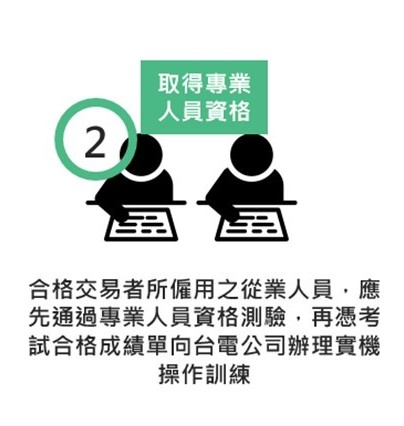 取得專業
人員資格
2
合格交易者所僱用之從業人員，應
先通過專業人員資格測驗，再憑考
試合格成績單向台電公司辦理實機
操作訓練